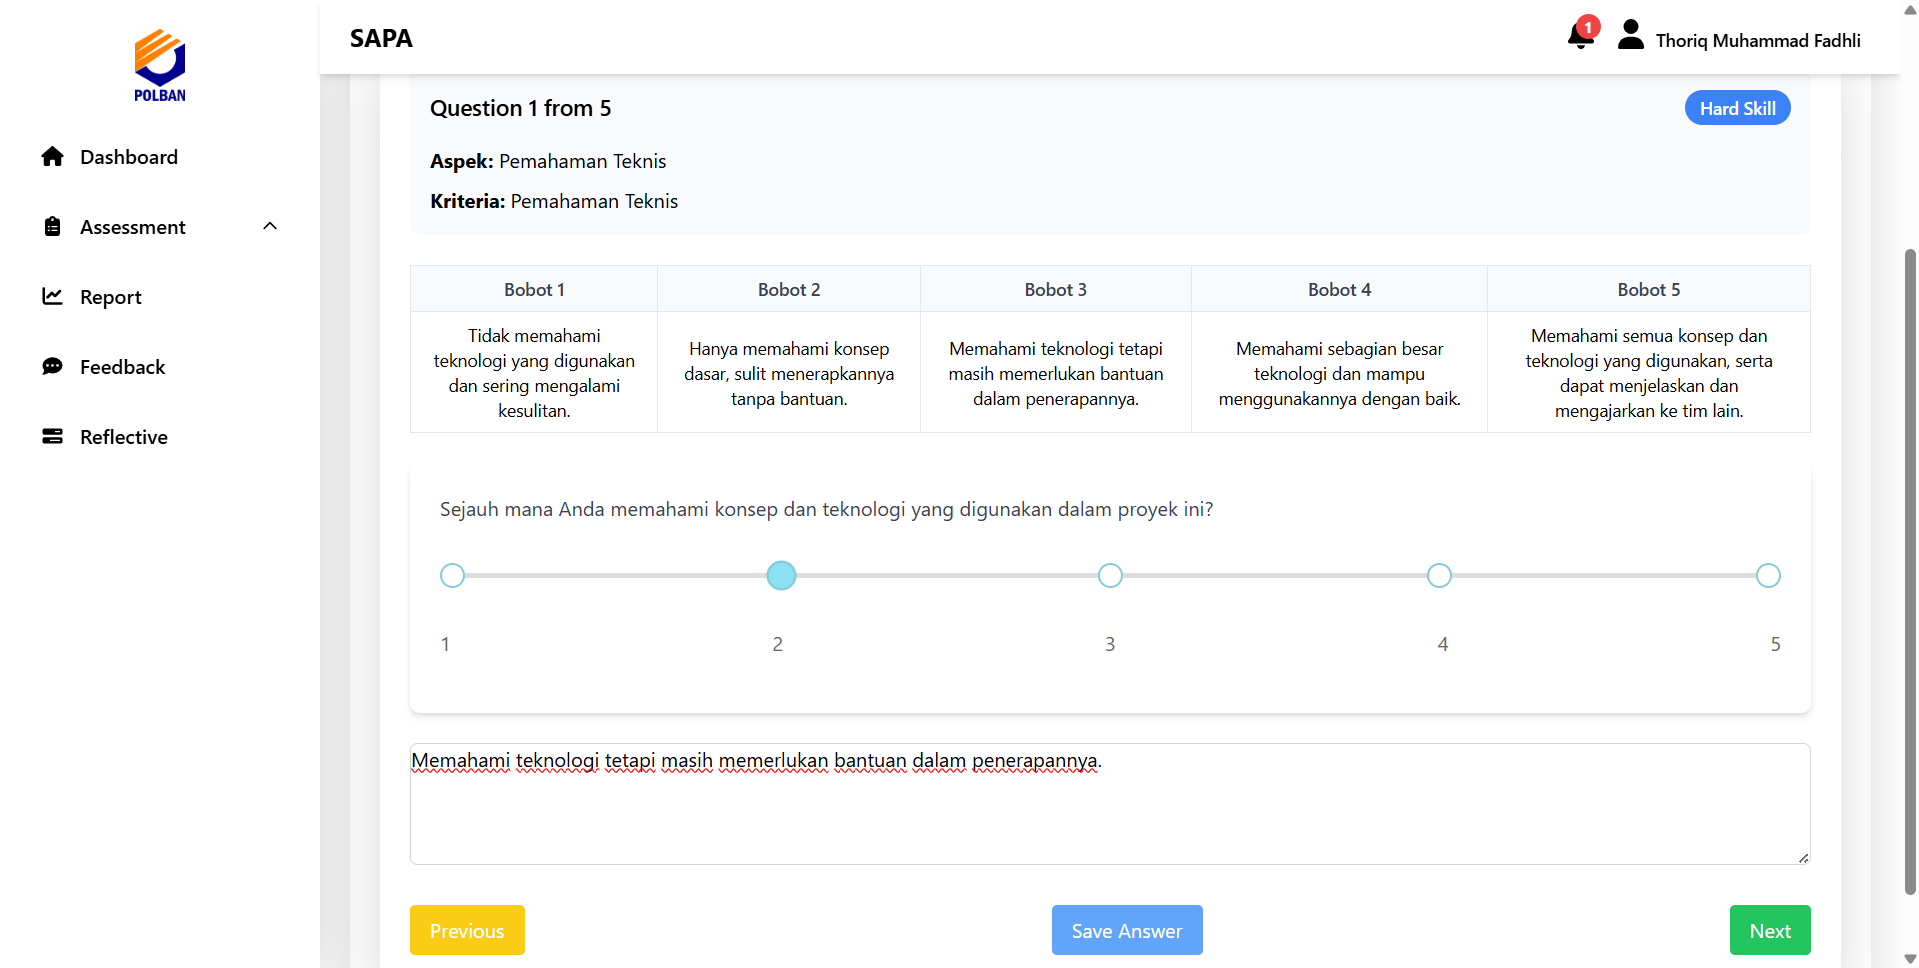 POLBAN
SAPA
1
Thoriq Muhammad Fadhli
Dashboard
Assessment
Report
Feedback
Reflective
Question 1 from 5
Hard Skill
Aspek: Pemahaman Teknis
Kriteria: Pemahaman Teknis
Bobot 1
Bobot 2
Bobot 3
Bobot 4
Bobot 5
Tidak memahami
teknologi yang digunakan
dan sering mengalami
kesulitan.
Hanya memahami konsep
dasar, sulit menerapkannya
tanpa bantuan.
Memahami teknologi tetapi
masih memerlukan bantuan
dalam penerapannya.
Memahami sebagian besar
teknologi dan mampu
menggunakannya dengan baik.
Memahami semua konsep dan
teknologi yang digunakan, serta
dapat menjelaskan dan
mengajarkan ke tim lain.
Sejauh mana Anda memahami konsep dan teknologi yang digunakan dalam proyek ini?
1
2
3
4
5
Memahami teknologi tetapi masih memerlukan bantuan dalam penerapannya.
Previous
Save Answer
Next